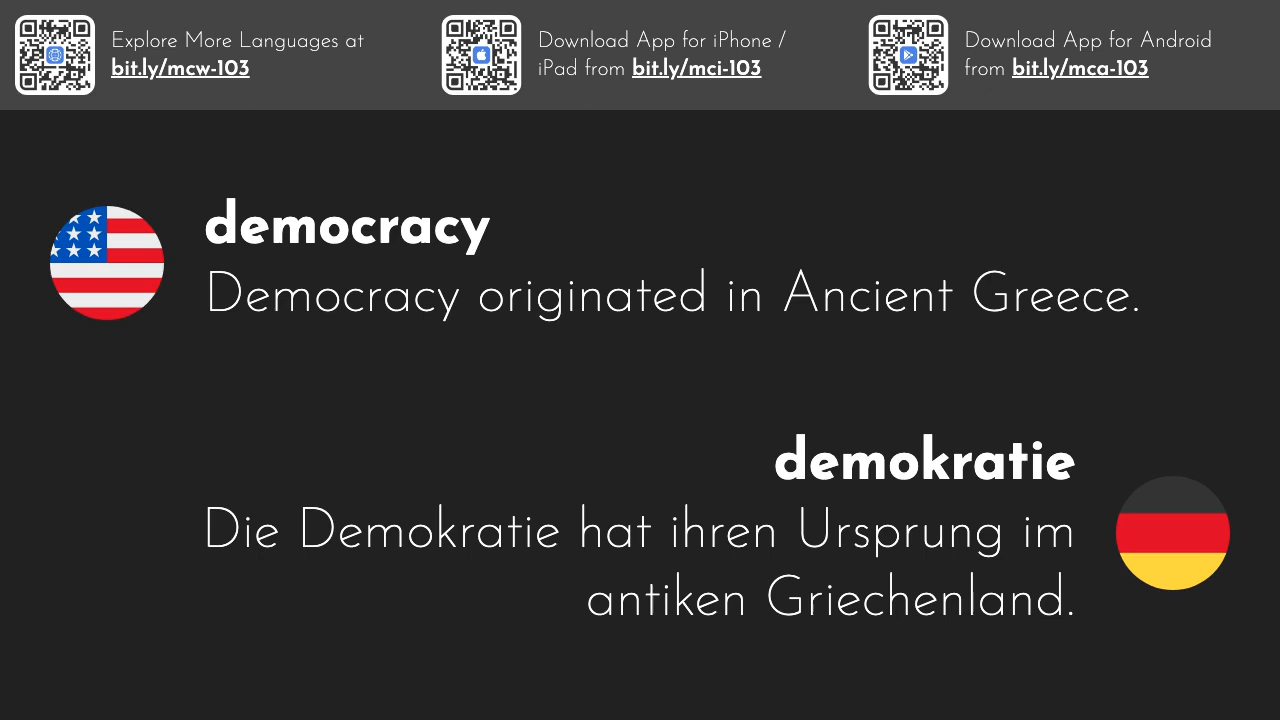 Explore More Languages at
bit.ly/mcw-103
Download App for iPhone /
iPad from bit.ly/mci-103
Download App for Android
from bit.ly/mca-103
democracy
Democracy originated in Ancient Greece.
demokratie
Die Demokratie hat ihren Ursprung im
antiken Griechenland.